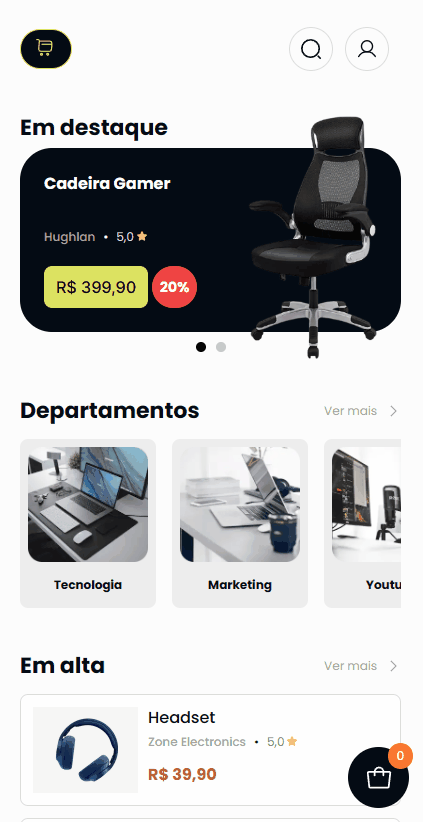 Em destaque
Cadeira Gamer
Hughlan • 5,0
R$ 399,90 20%
Departamentos Ver mais
Tecnologia Marketing Youtu
Em alta Ver mais
Headset
Zone Electronics • 5,0
R$ 39,90
0